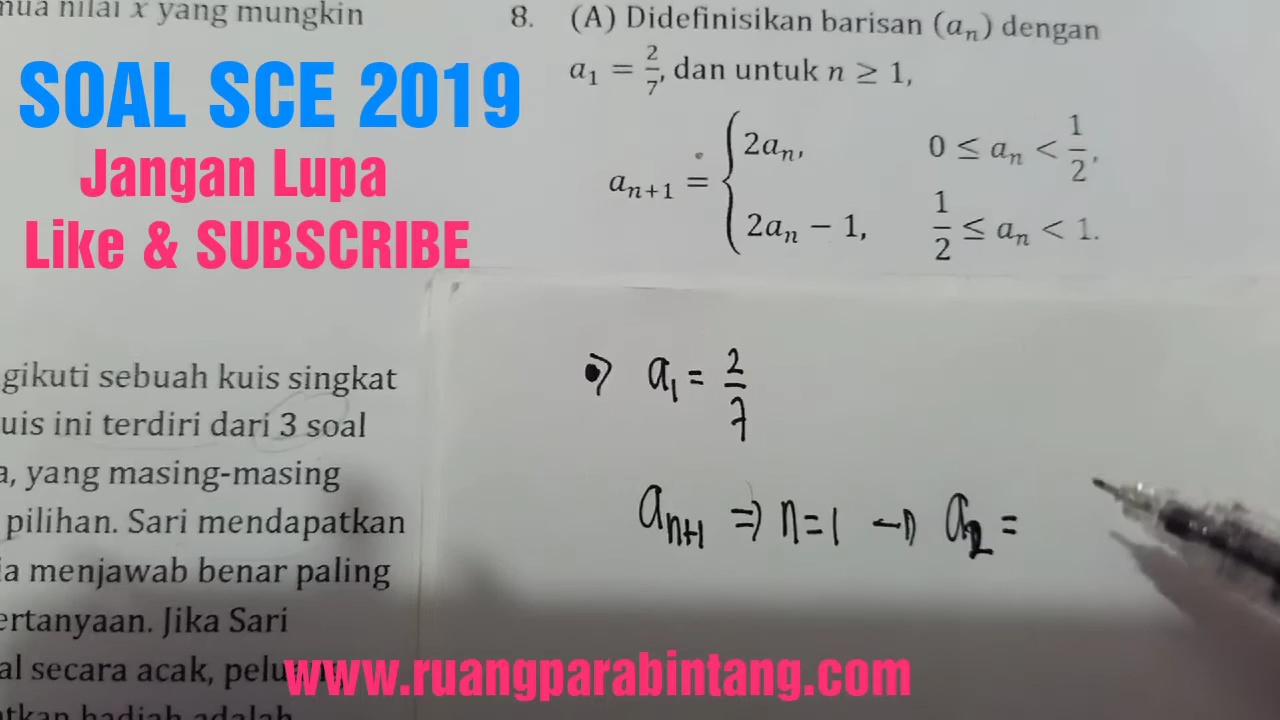 mua nilai x yang mungkin
SOAL SCE 2019
Jangan Lupa
Like & SUBSCRIBE
gikuti sebuah kuis singkat
uis ini terdiri dari 3 soal
a, yang masing-masing
pilihan. Sari mendapatkan
ia menjawab benar paling
ertanyaan. Jika Sari
al secara acak,
hadiah adalah
8. (A) Didefinisikan barisan (aₙ) dengan
a₁ = 2/7, dan untuk n ≥ 1,
aₙ₊₁ = { 2aₙ, 0 ≤ aₙ < 1/2,
2aₙ − 1, 1/2 ≤ aₙ < 1.
a₁ = 2/7
aₙ₊₁ ⇒ n=1 → a₂ =
www.ruangparabintang.com